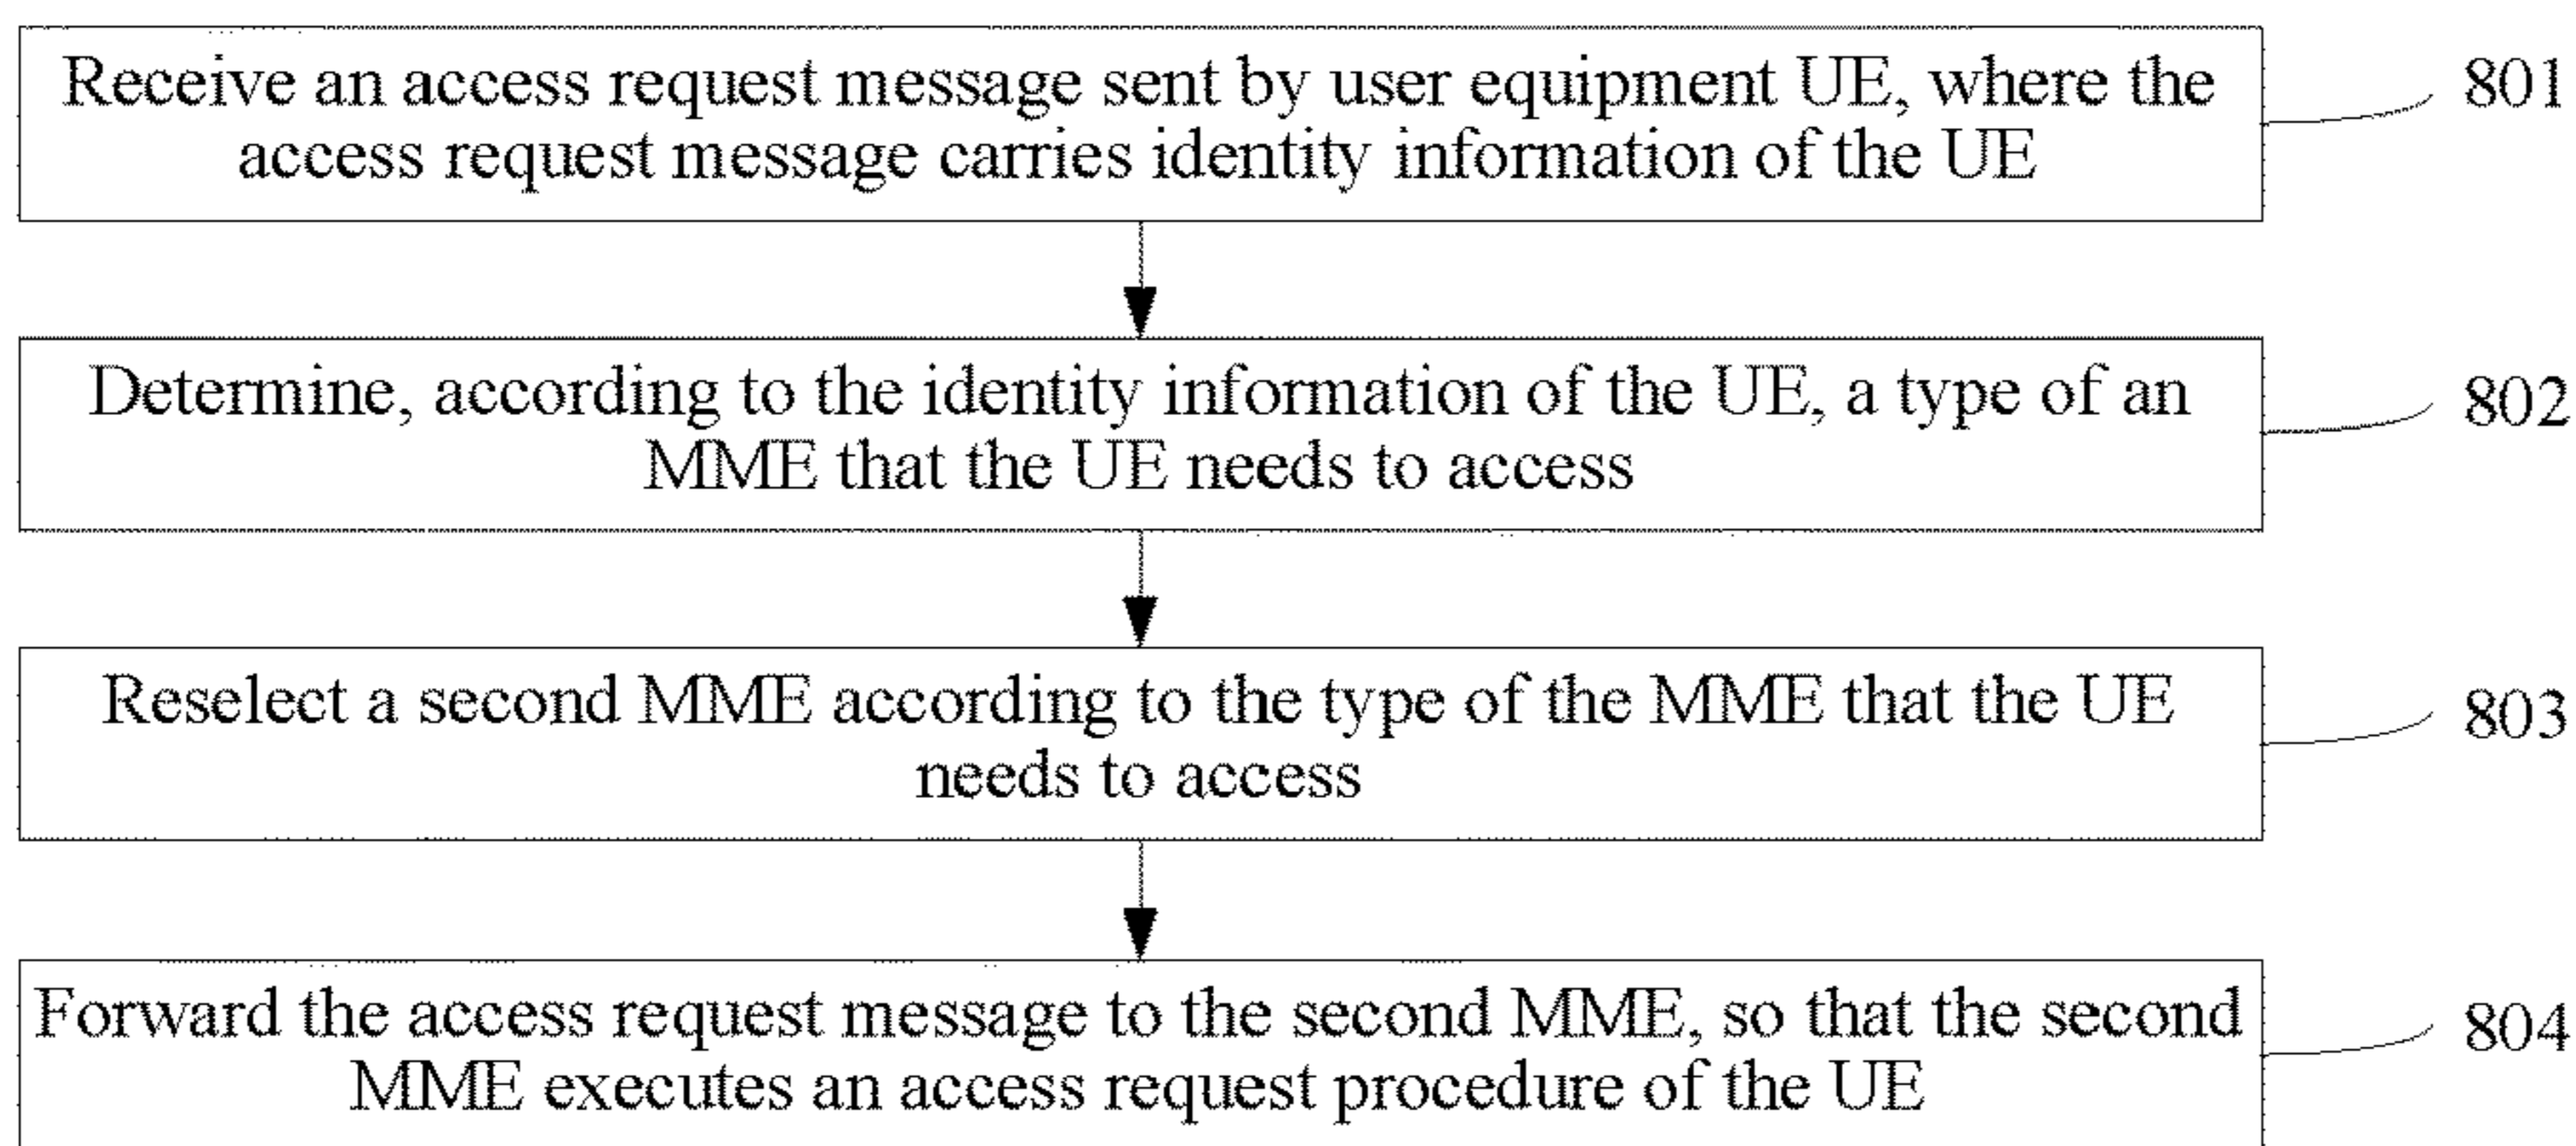 Receive an access request message sent by user equipment UE, where the
access request message carries identity information of the UE
801
Determine, according to the identity information of the UE, a type of an
MME that the UE needs to access
802
Reselect a second MME according to the type of the MME that the UE
needs to access
803
Forward the access request message to the second MME, so that the second
MME executes an access request procedure of the UE
804